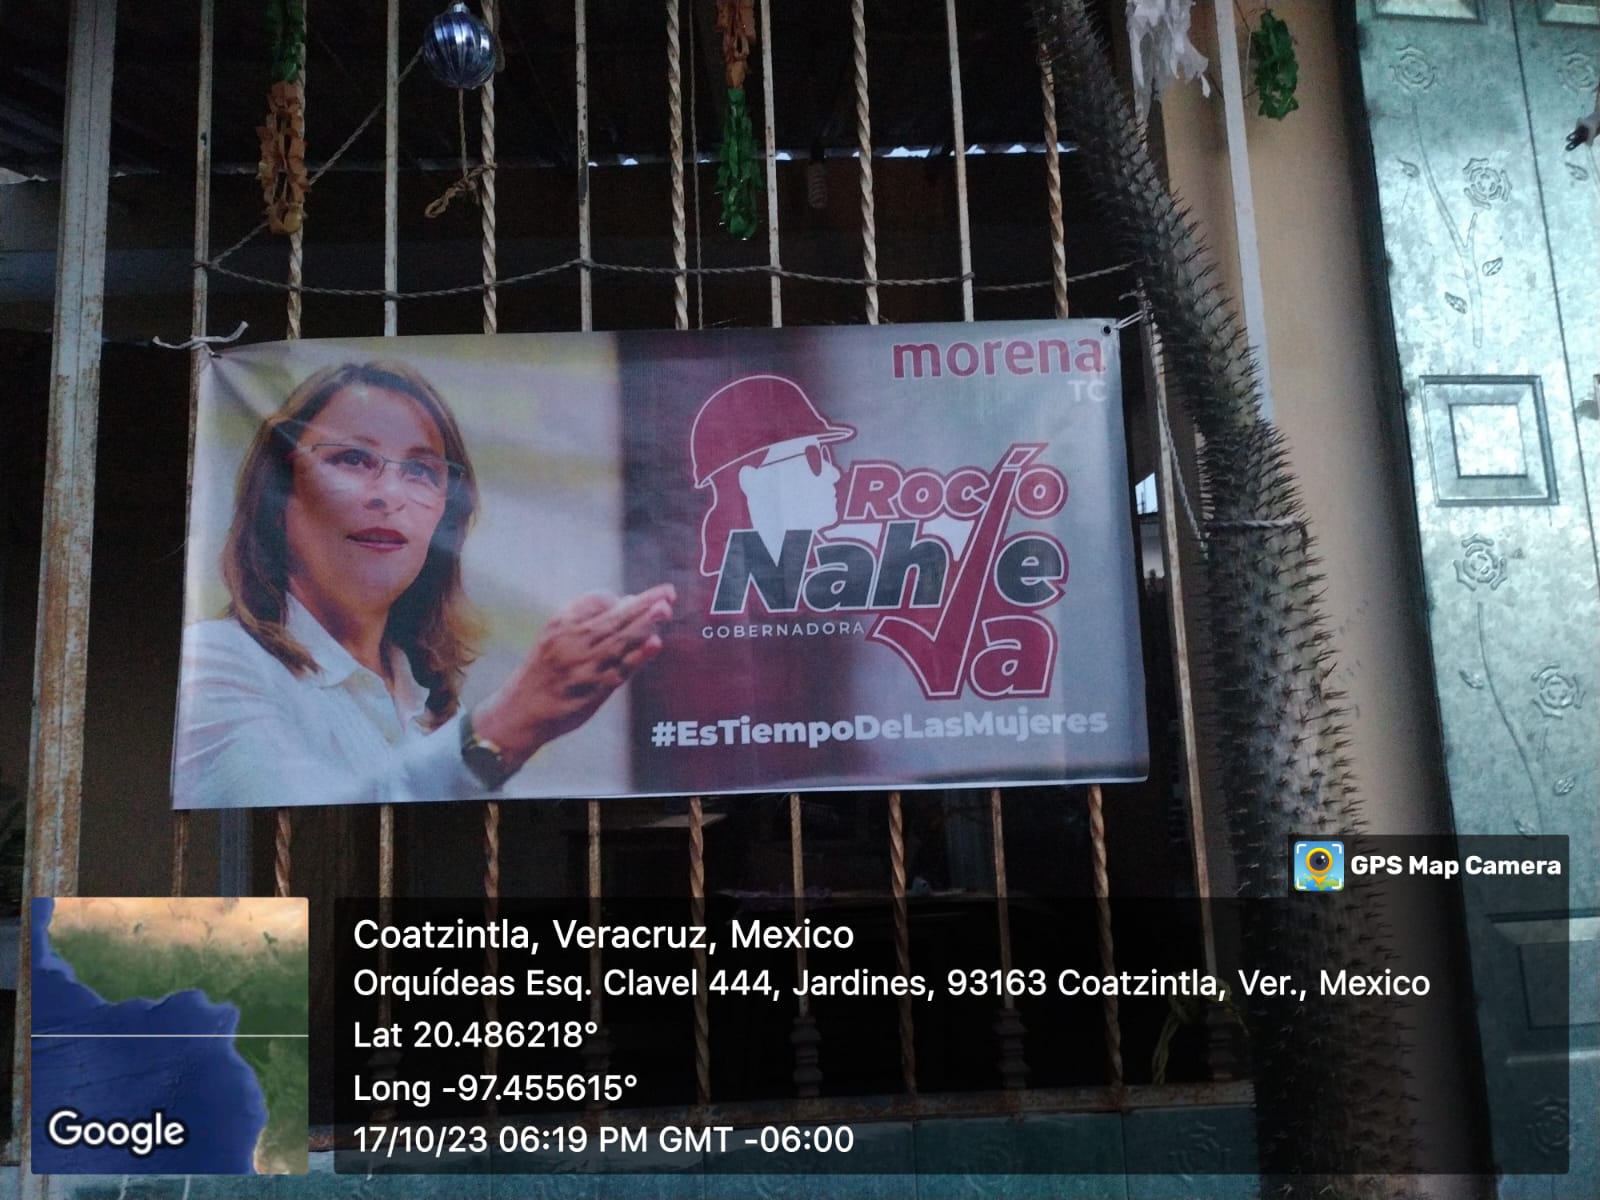 morena
TC
Rocío
Nahle
GOBERNADORA
Va
#EsTiempoDeLasMujeres
GPS Map Camera
Coatzintla, Veracruz, Mexico
Orquídeas Esq. Clavel 444, Jardines, 93163 Coatzintla, Ver., Mexico
Lat 20.486218°
Long -97.455615°
17/10/23 06:19 PM GMT -06:00
Google